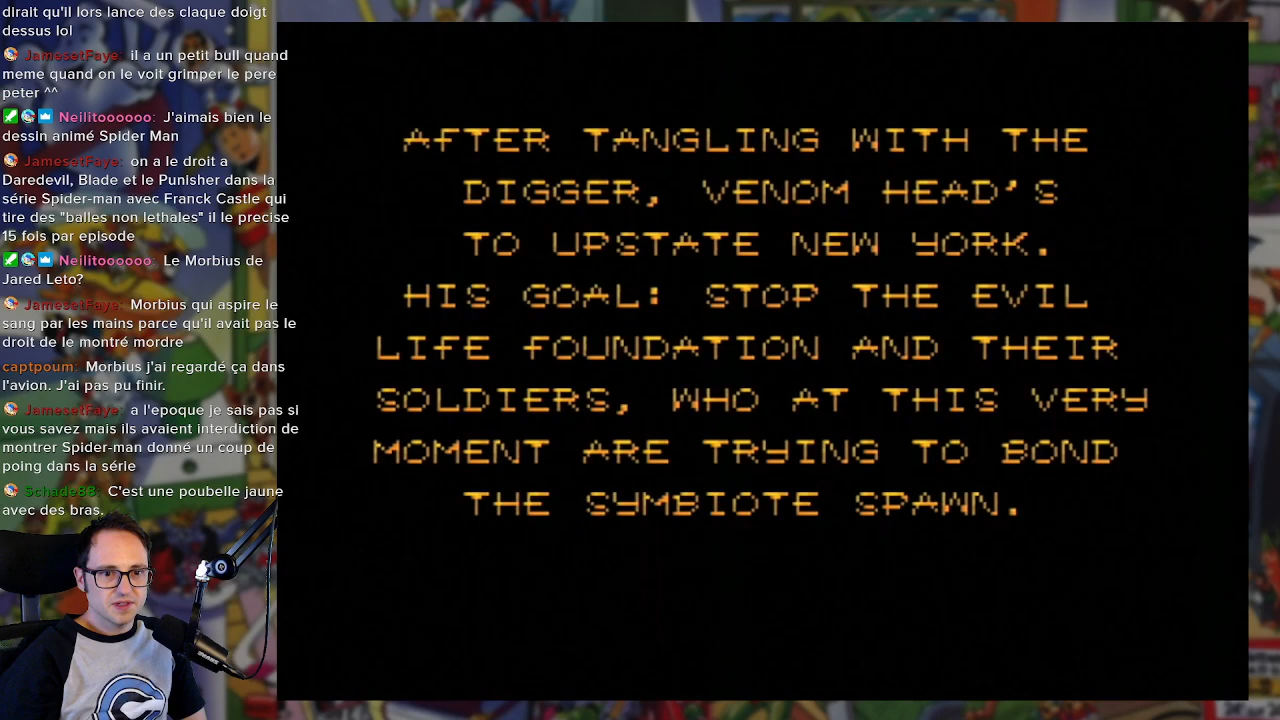 dirait qu'il lors lance des claque doigt
dessus lol
JamesetFaye: il a un petit bull quand
meme quand on le voit grimper le pere
peter ^^
Neilitoooooo: J'aimais bien le
dessin animé Spider Man
JamesetFaye: on a le droit a
Daredevil, Blade et le Punisher dans la
série Spider-man avec Franck Castle qui
tire des "balles non lethales" il le precise
15 fois par episode
Neilitoooooo: Le Morbius de
Jared Leto?
JamesetFaye: Morbius qui aspire le
sang par les mains parce qu'il avait pas le
droit de le montré mordre
captpoum: Morbius j'ai regardé ça dans
l'avion. J'ai pas pu finir.
JamesetFaye: a l'epoque je sais pas si
vous savez mais ils avaient interdiction de
montrer Spider-man donné un coup de
poing dans la série
Schade88: C'est une poubelle jaune
avec des bras.
AFTER TANGLING WITH THE
DIGGER, VENOM HEAD'S
TO UPSTATE NEW YORK.
HIS GOAL: STOP THE EVIL
LIFE FOUNDATION AND THEIR
SOLDIERS, WHO AT THIS VERY
MOMENT ARE TRYING TO BOND
THE SYMBIOTE SPAWN.